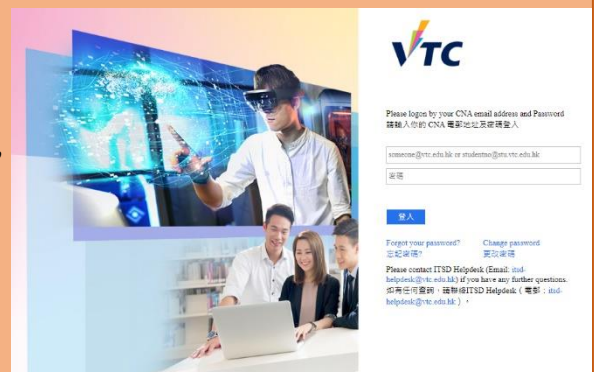 VTC
Please logon by your CNA email address and Password
請輸入你的 CNA 電郵地址及密碼登入
someone@vtc.edu.hk or studentno@stu.vtc.edu.hk
密碼
登入
Forgot your password? Change password
忘記密碼? 更改密碼
Please contact ITSD Helpdesk (Email: itsd-
helpdesk@vtc.edu.hk) if you have any further questions.
如有任何查詢，請聯絡ITSD Helpdesk（電郵：itsd-
helpdesk@vtc.edu.hk）。